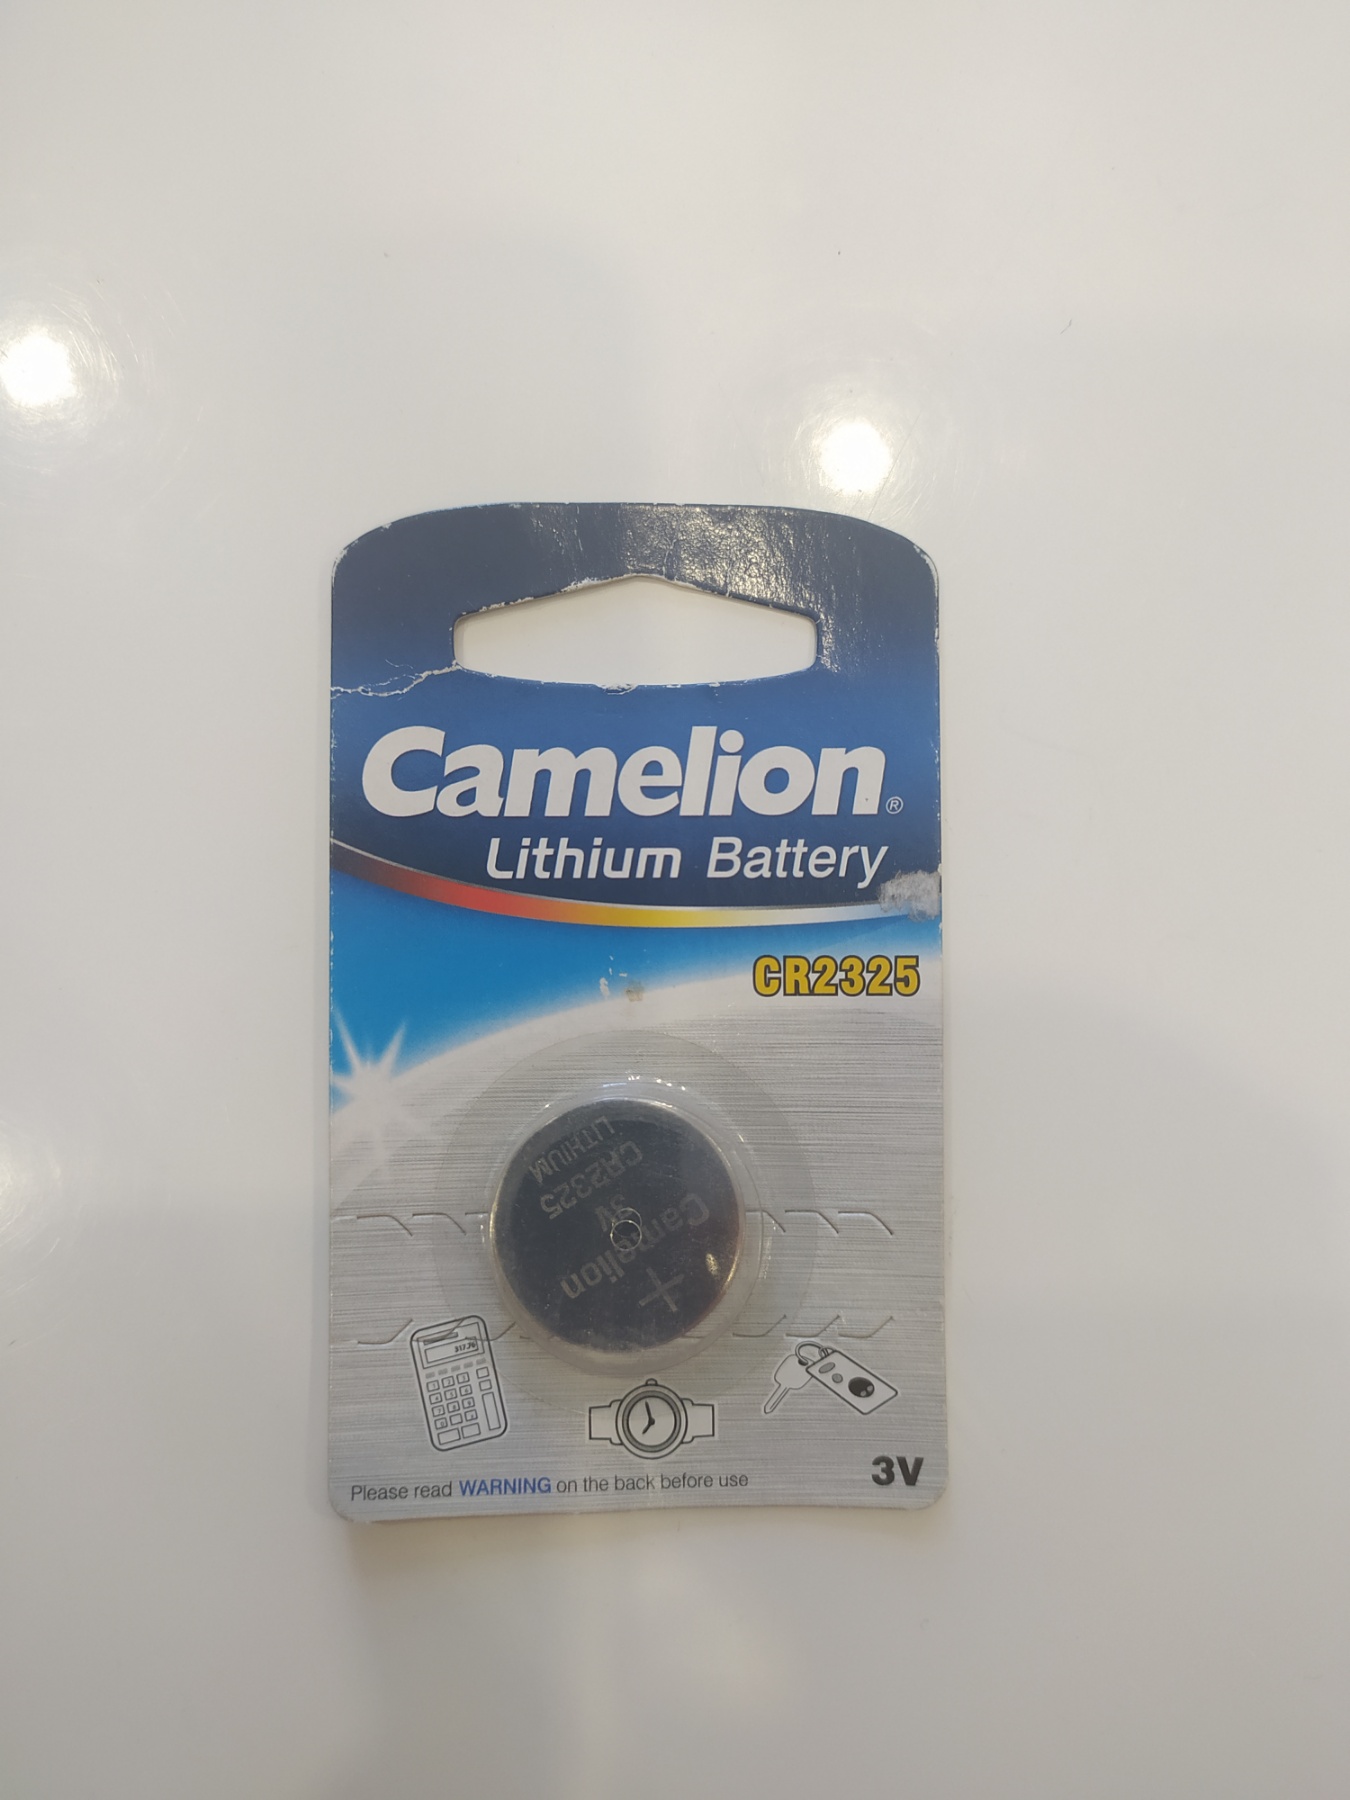 Camelion®
Lithium Battery
CR2325
LITHIUM
CR2325
3V
Camelion
+
3V
Please read WARNING on the back before use